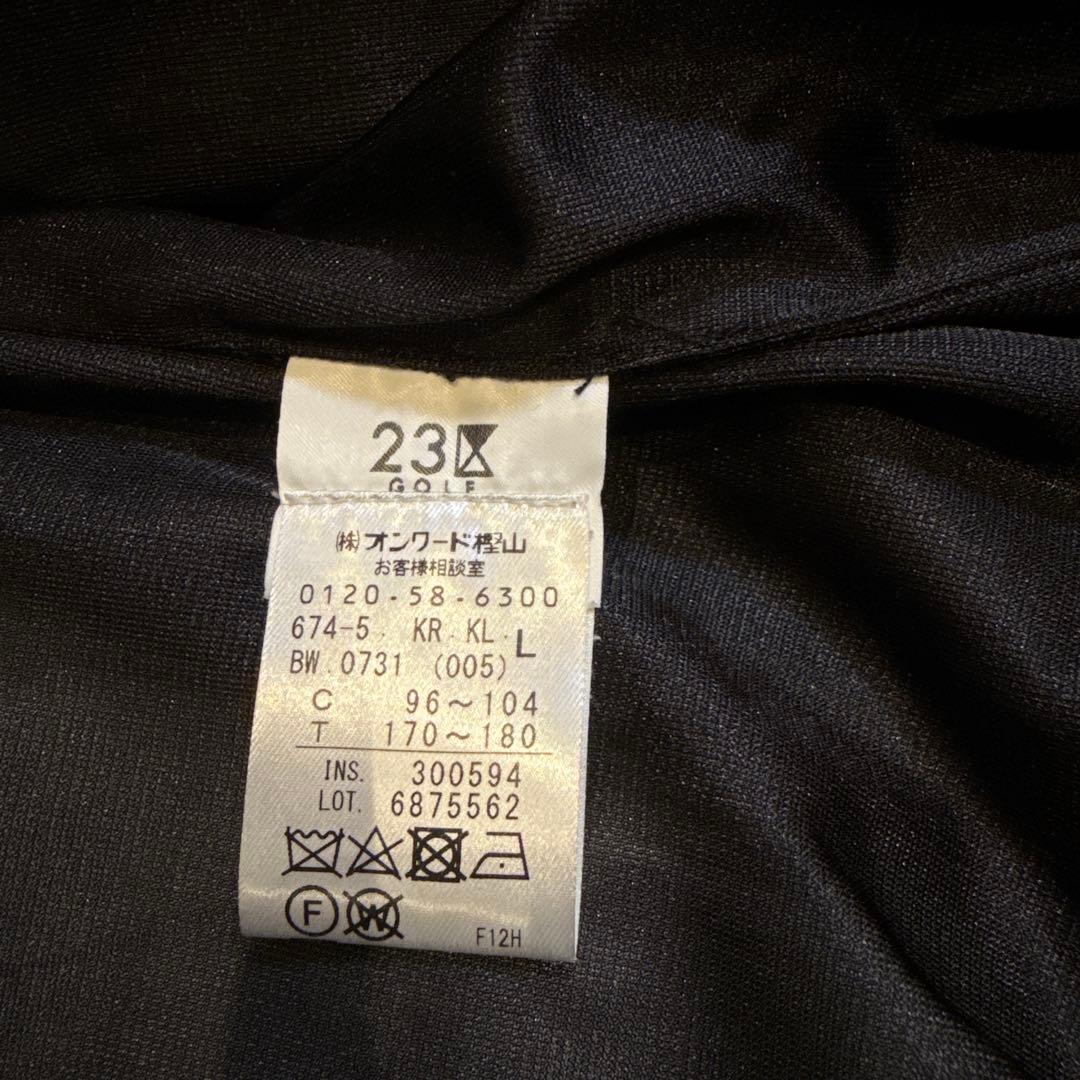 23区
GOLF
㈱オンワード樫山
お客様相談室
0120-58-6300
674-5. KR.KL. L
BW.0731 (005)
C 96～104
T 170～180
INS. 300594
LOT. 6875562
F W
F12H